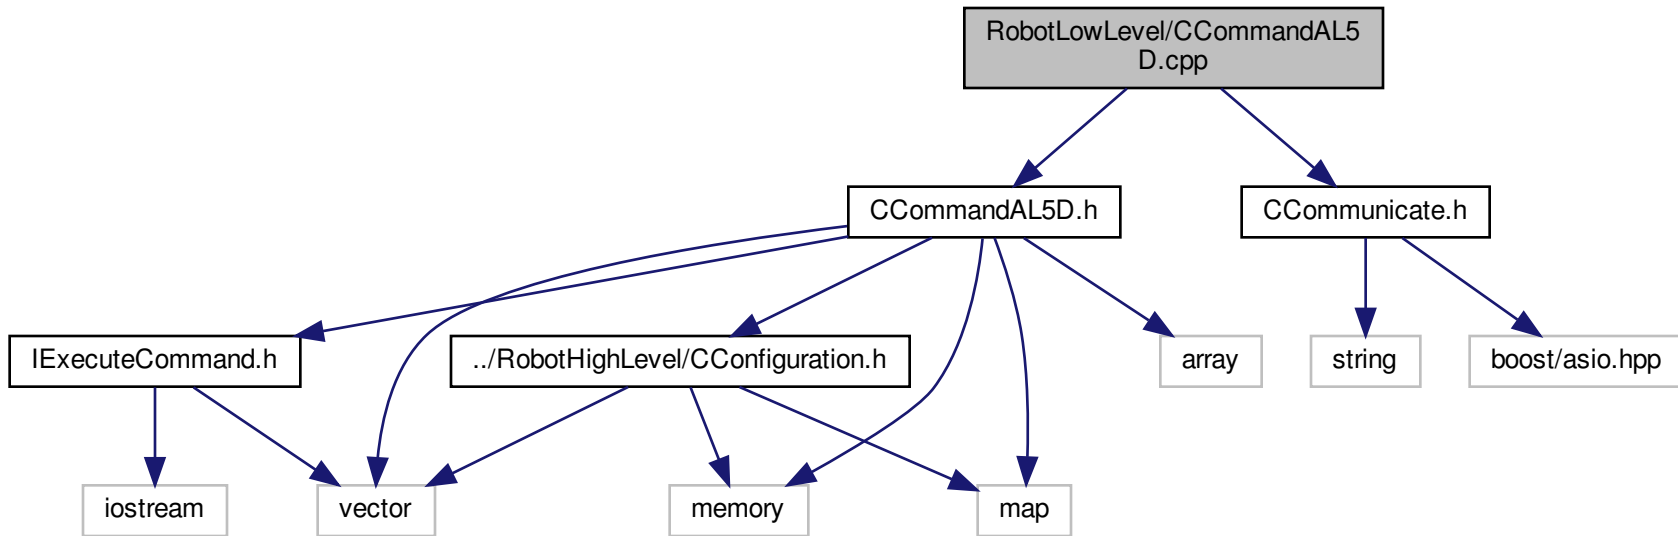 RobotLowLevel/CCommandAL5
D.cpp
CCommandAL5D.h
CCommunicate.h
IExecuteCommand.h
../RobotHighLevel/CConfiguration.h
array
string
boost/asio.hpp
iostream
vector
memory
map